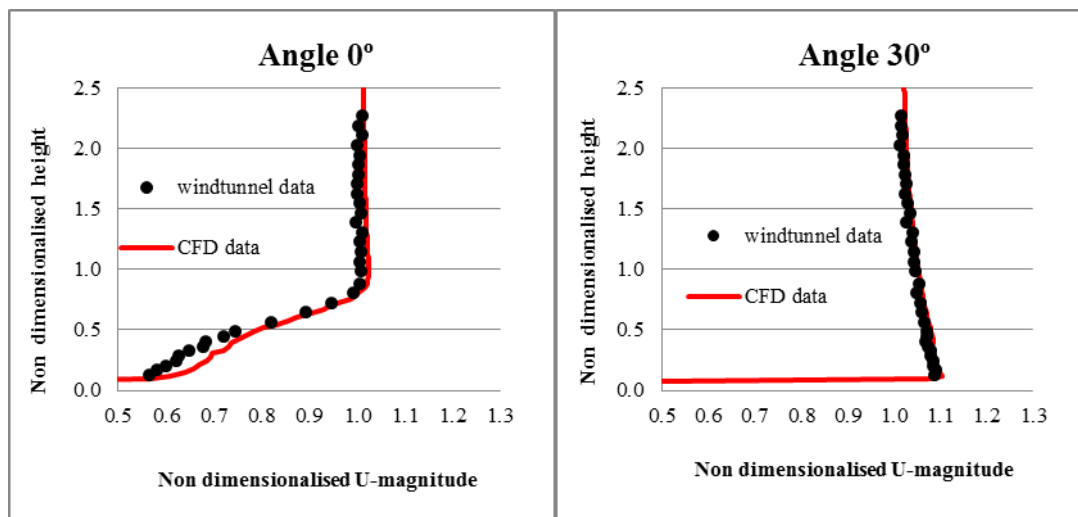 Angle 0º
2.5
2.0
1.5
1.0
0.5
0.0
0.5 0.6 0.7 0.8 0.9 1.0 1.1 1.2 1.3
Non dimensionalised height
windtunnel data
CFD data
Non dimensionalised U-magnitude
Angle 30º
2.5
2.0
1.5
1.0
0.5
0.0
0.5 0.6 0.7 0.8 0.9 1.0 1.1 1.2 1.3
Non dimensionalised height
windtunnel data
CFD data
Non dimensionalised U-magnitude